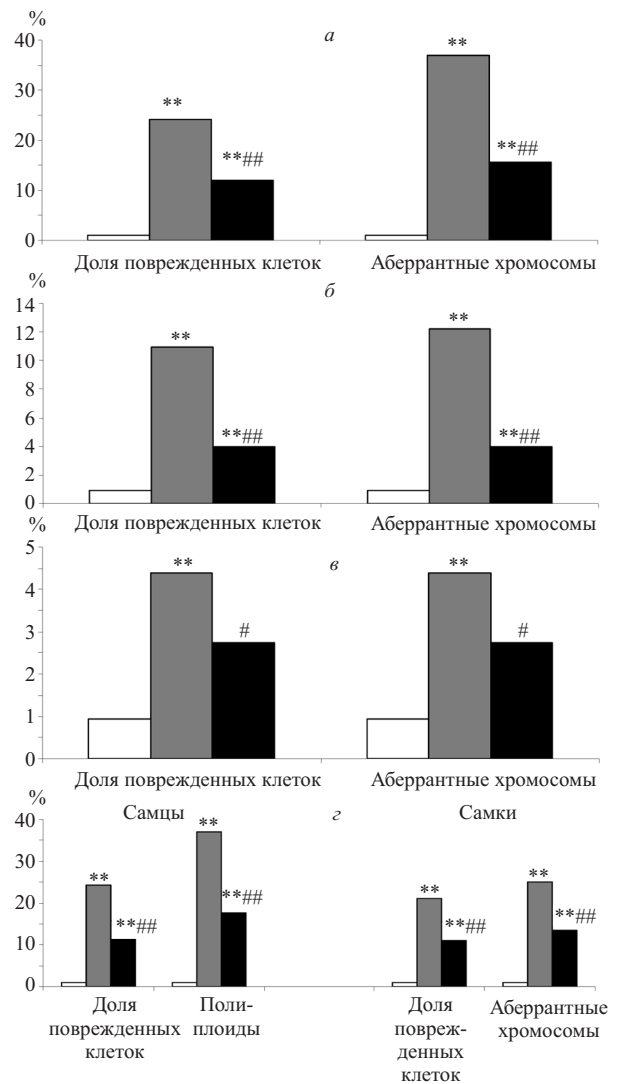 %
а
40
**
**
30
20
**##
**##
10
0
Доля поврежденных клеток
Аберрантные хромосомы
%
б
14
12
**
**
10
8
6
**##
**##
4
2
0
Доля поврежденных клеток
Аберрантные хромосомы
%
в
5
**
**
4
3
#
#
2
1
0
Доля поврежденных клеток
Аберрантные хромосомы
%
Самцы
г
Самки
40
**
30
**
**
**
20
**##
**##
**##
**##
10
0
Доля
поврежденных
клеток
Поли-
плоиды
Доля
повреж-
денных
клеток
Аберрантные
хромосомы